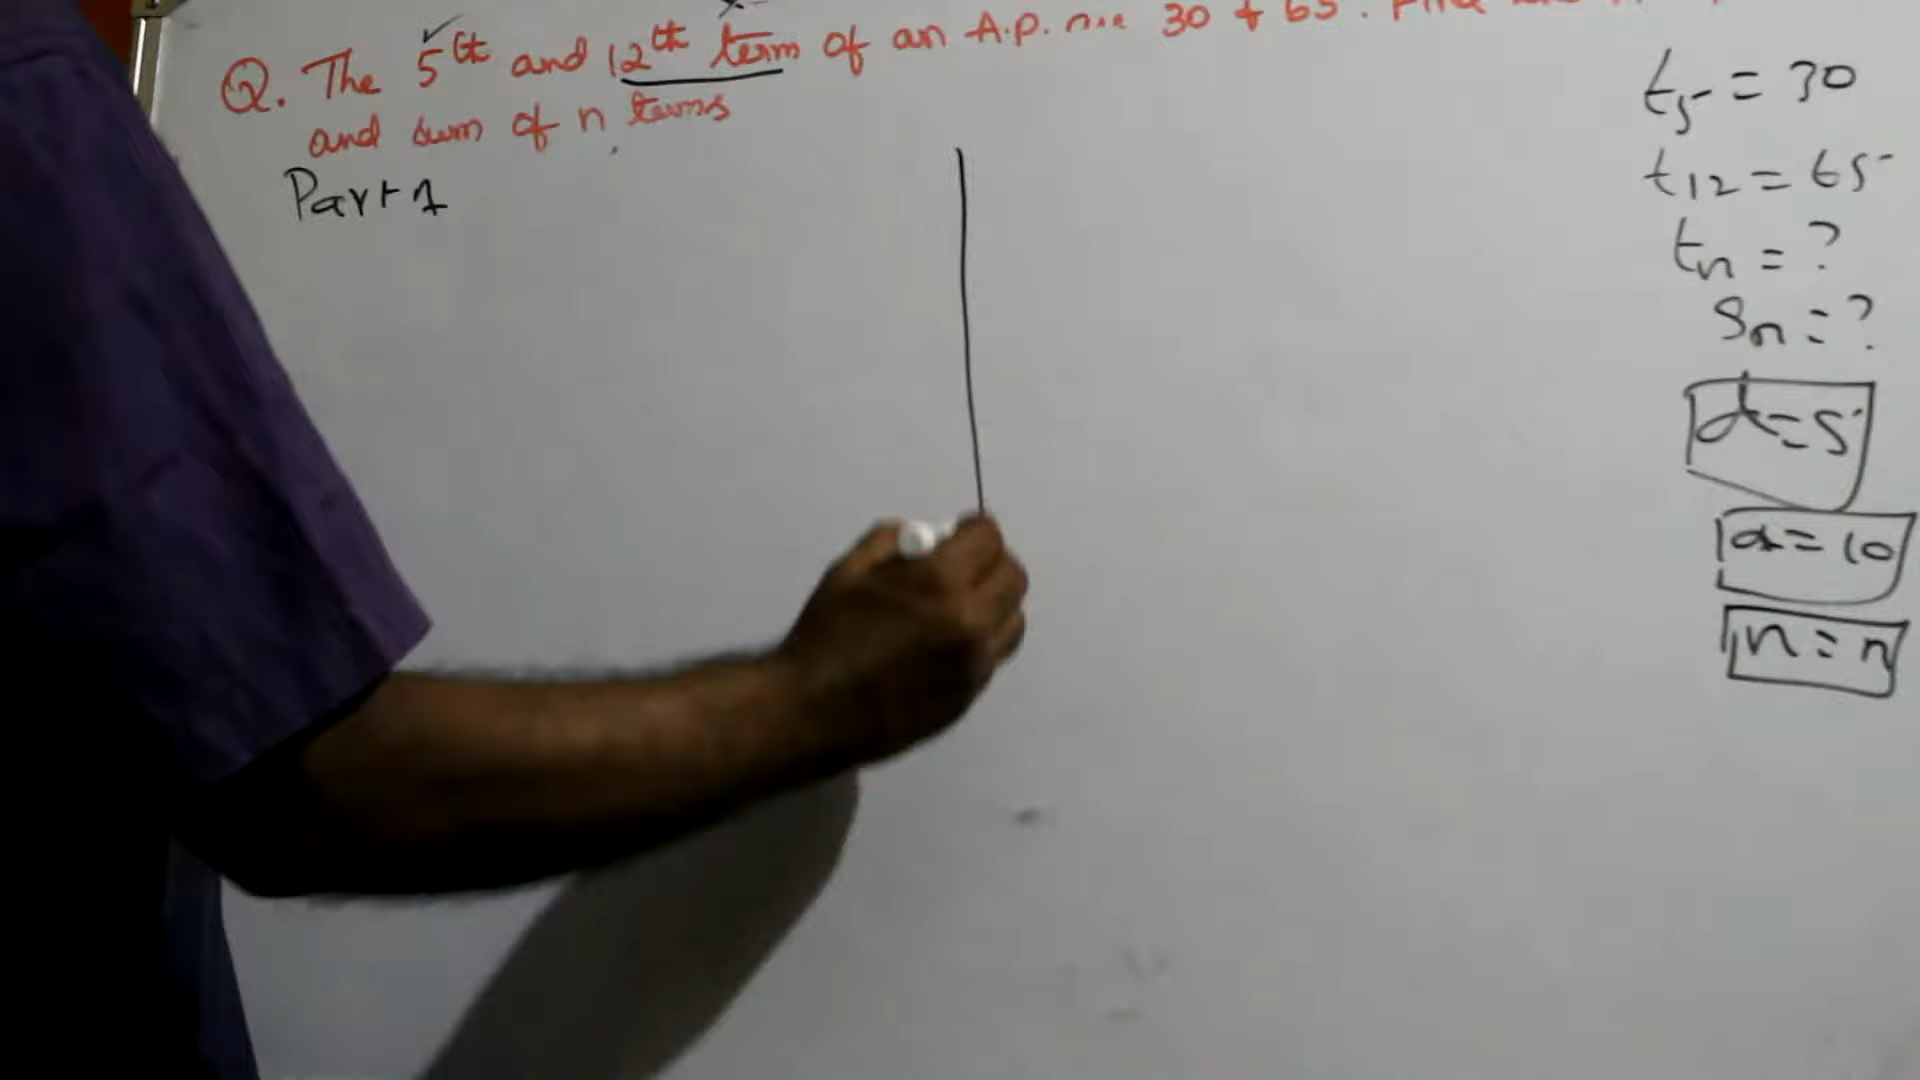 Q. The 5th and 12th term of an A.P. are 30 & 65. Find
and sum of n terms
Part 1
t5 = 30
t12 = 65
tn = ?
Sn = ?
d = 5
a = 10
n = n